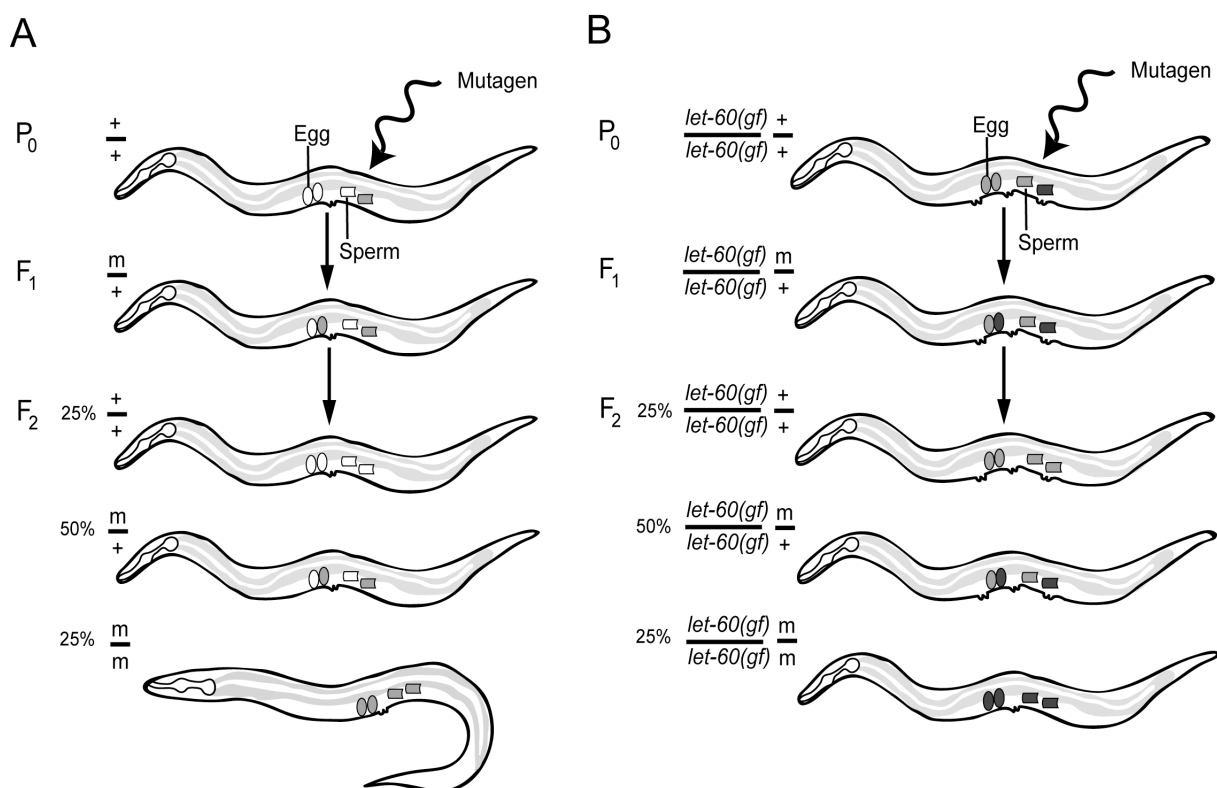 A
Mutagen
P0
+
+
Egg
Sperm
F1
m
+
F2
25%
+
+
50%
m
+
25%
m
m
B
Mutagen
P0
let-60(gf) +
let-60(gf) +
Egg
Sperm
F1
let-60(gf) m
let-60(gf) +
F2
25%
let-60(gf) +
let-60(gf) +
50%
let-60(gf) m
let-60(gf) +
25%
let-60(gf) m
let-60(gf) m